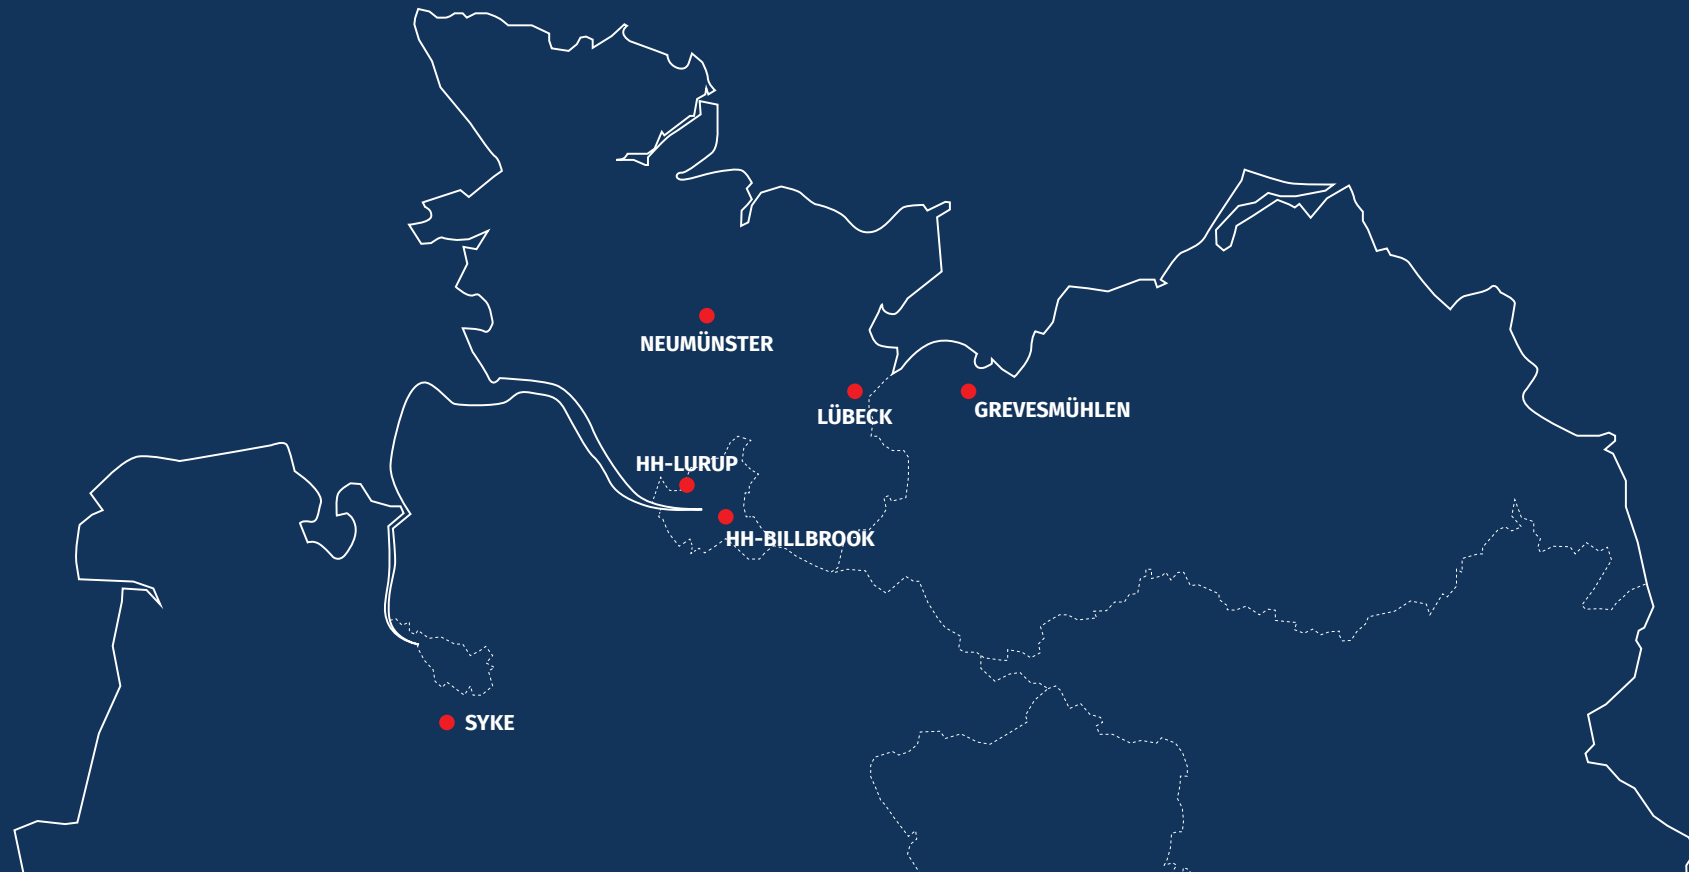 NEUMÜNSTER
LÜBECK
GREVESMÜHLEN
HH-LURUP
HH-BILLBROOK
SYKE